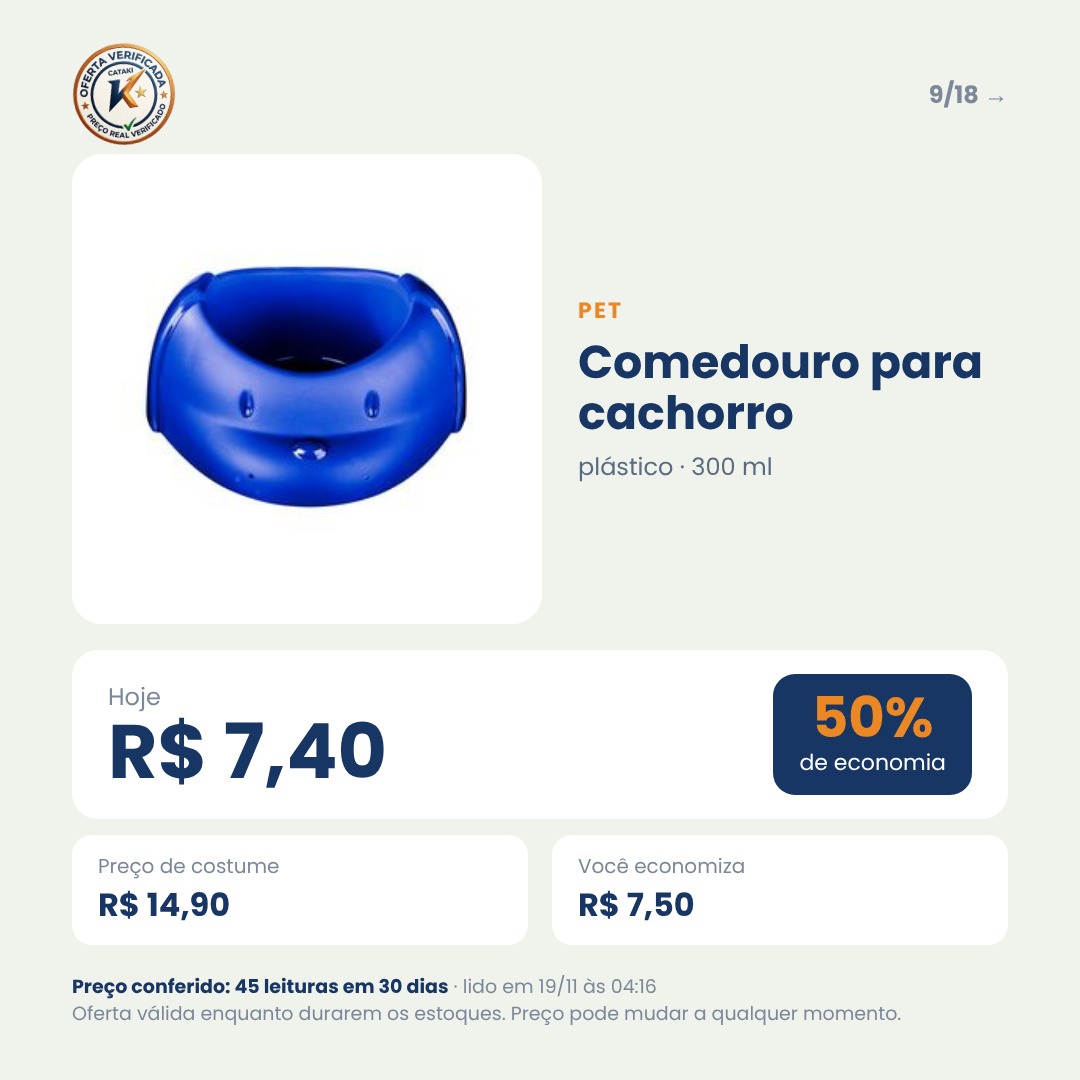 OFERTA VERIFICADA
CATAKI
K
PREÇO REAL VERIFICADO
9/18 →
PET
Comedouro para
cachorro
plástico · 300 ml
Hoje
R$ 7,40
50%
de economia
Preço de costume
R$ 14,90
Você economiza
R$ 7,50
Preço conferido: 45 leituras em 30 dias · lido em 19/11 às 04:16
Oferta válida enquanto durarem os estoques. Preço pode mudar a qualquer momento.